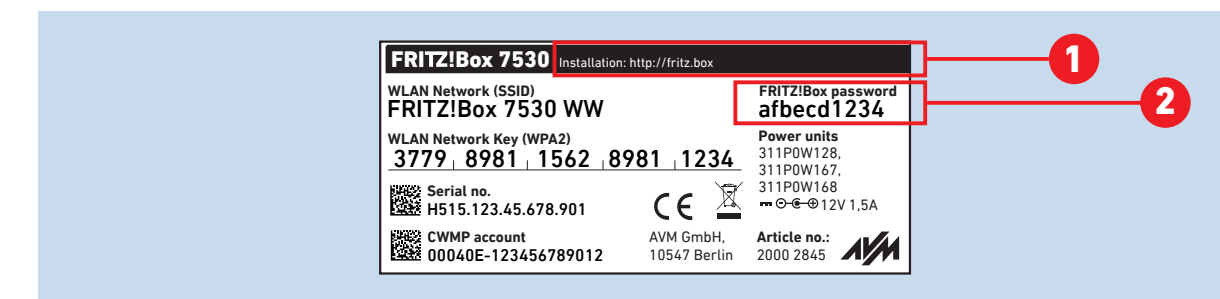 FRITZ!Box 7530 Installation: http://fritz.box
1
WLAN Network (SSID)
FRITZ!Box 7530 WW
FRITZ!Box password
afbecd1234
2
WLAN Network Key (WPA2)
3779 8981 1562 8981 1234
Power units
311P0W128,
311P0W167,
311P0W168
12V 1,5A
Serial no.
H515.123.45.678.901
CE
CWMP account
00040E-123456789012
AVM GmbH,
10547 Berlin
Article no.:
2000 2845
AVM